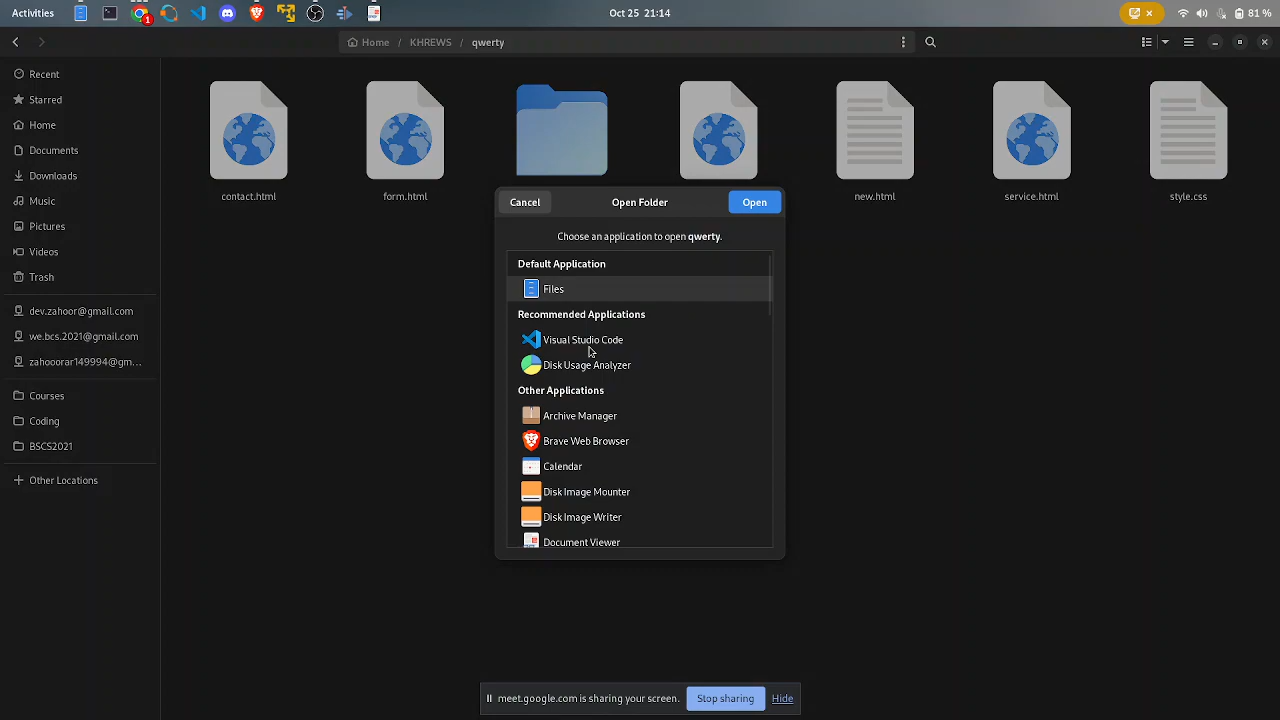 Activities
1
Oct 25 21:14
81 %
Home / KHREWS / qwerty
Recent
Starred
Home
Documents
Downloads
Music
Pictures
Videos
Trash
dev.zahoor@gmail.com
we.bcs.2021@gmail.com
zahooorar149994@gm...
Courses
Coding
BSCS2021
Other Locations
contact.html
form.html
new.html
service.html
style.css
Cancel
Open Folder
Open
Choose an application to open qwerty.
Default Application
Files
Recommended Applications
Visual Studio Code
Disk Usage Analyzer
Other Applications
Archive Manager
Brave Web Browser
Calendar
Disk Image Mounter
Disk Image Writer
Document Viewer
meet.google.com is sharing your screen.
Stop sharing
Hide